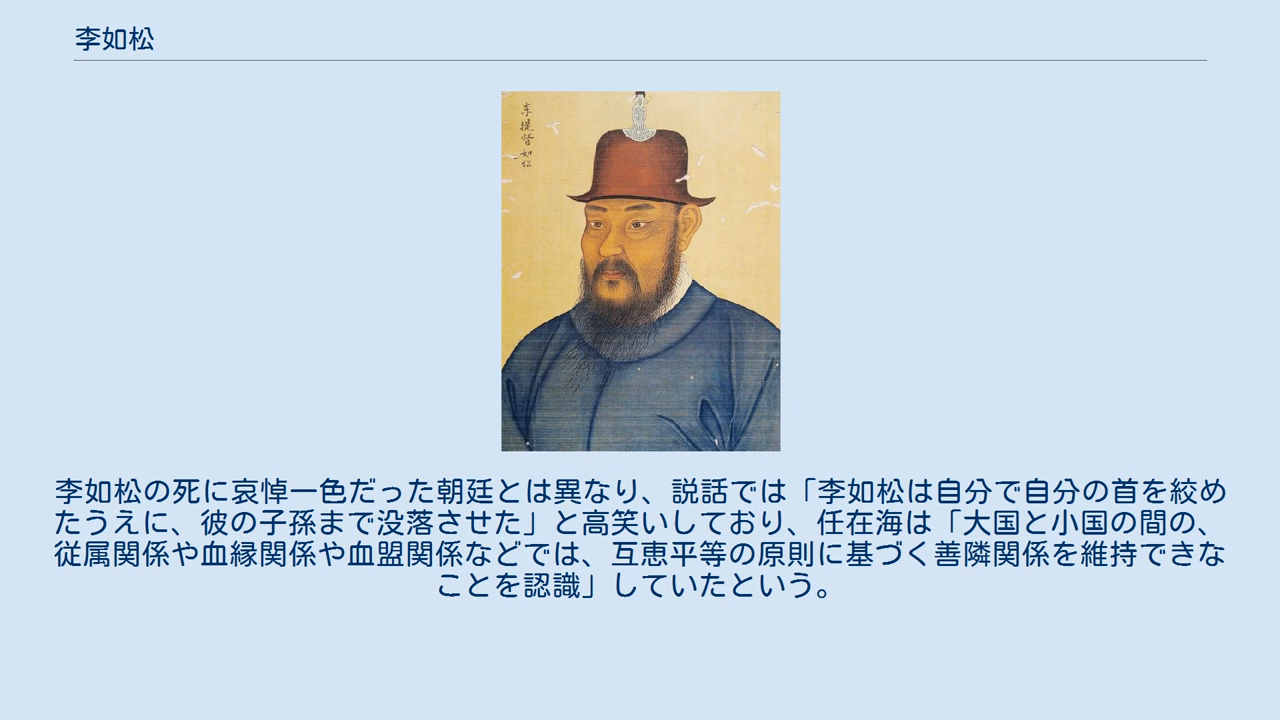 李如松
李提督如松
李如松の死に哀悼一色だった朝廷とは異なり、説話では「李如松は自分で自分の首を絞め
たうえに、彼の子孫まで没落させた」と高笑いしており、任在海は「大国と小国の間の、
従属関係や血縁関係や血盟関係などでは、互恵平等の原則に基づく善隣関係を維持できな
ことを認識」していたという。